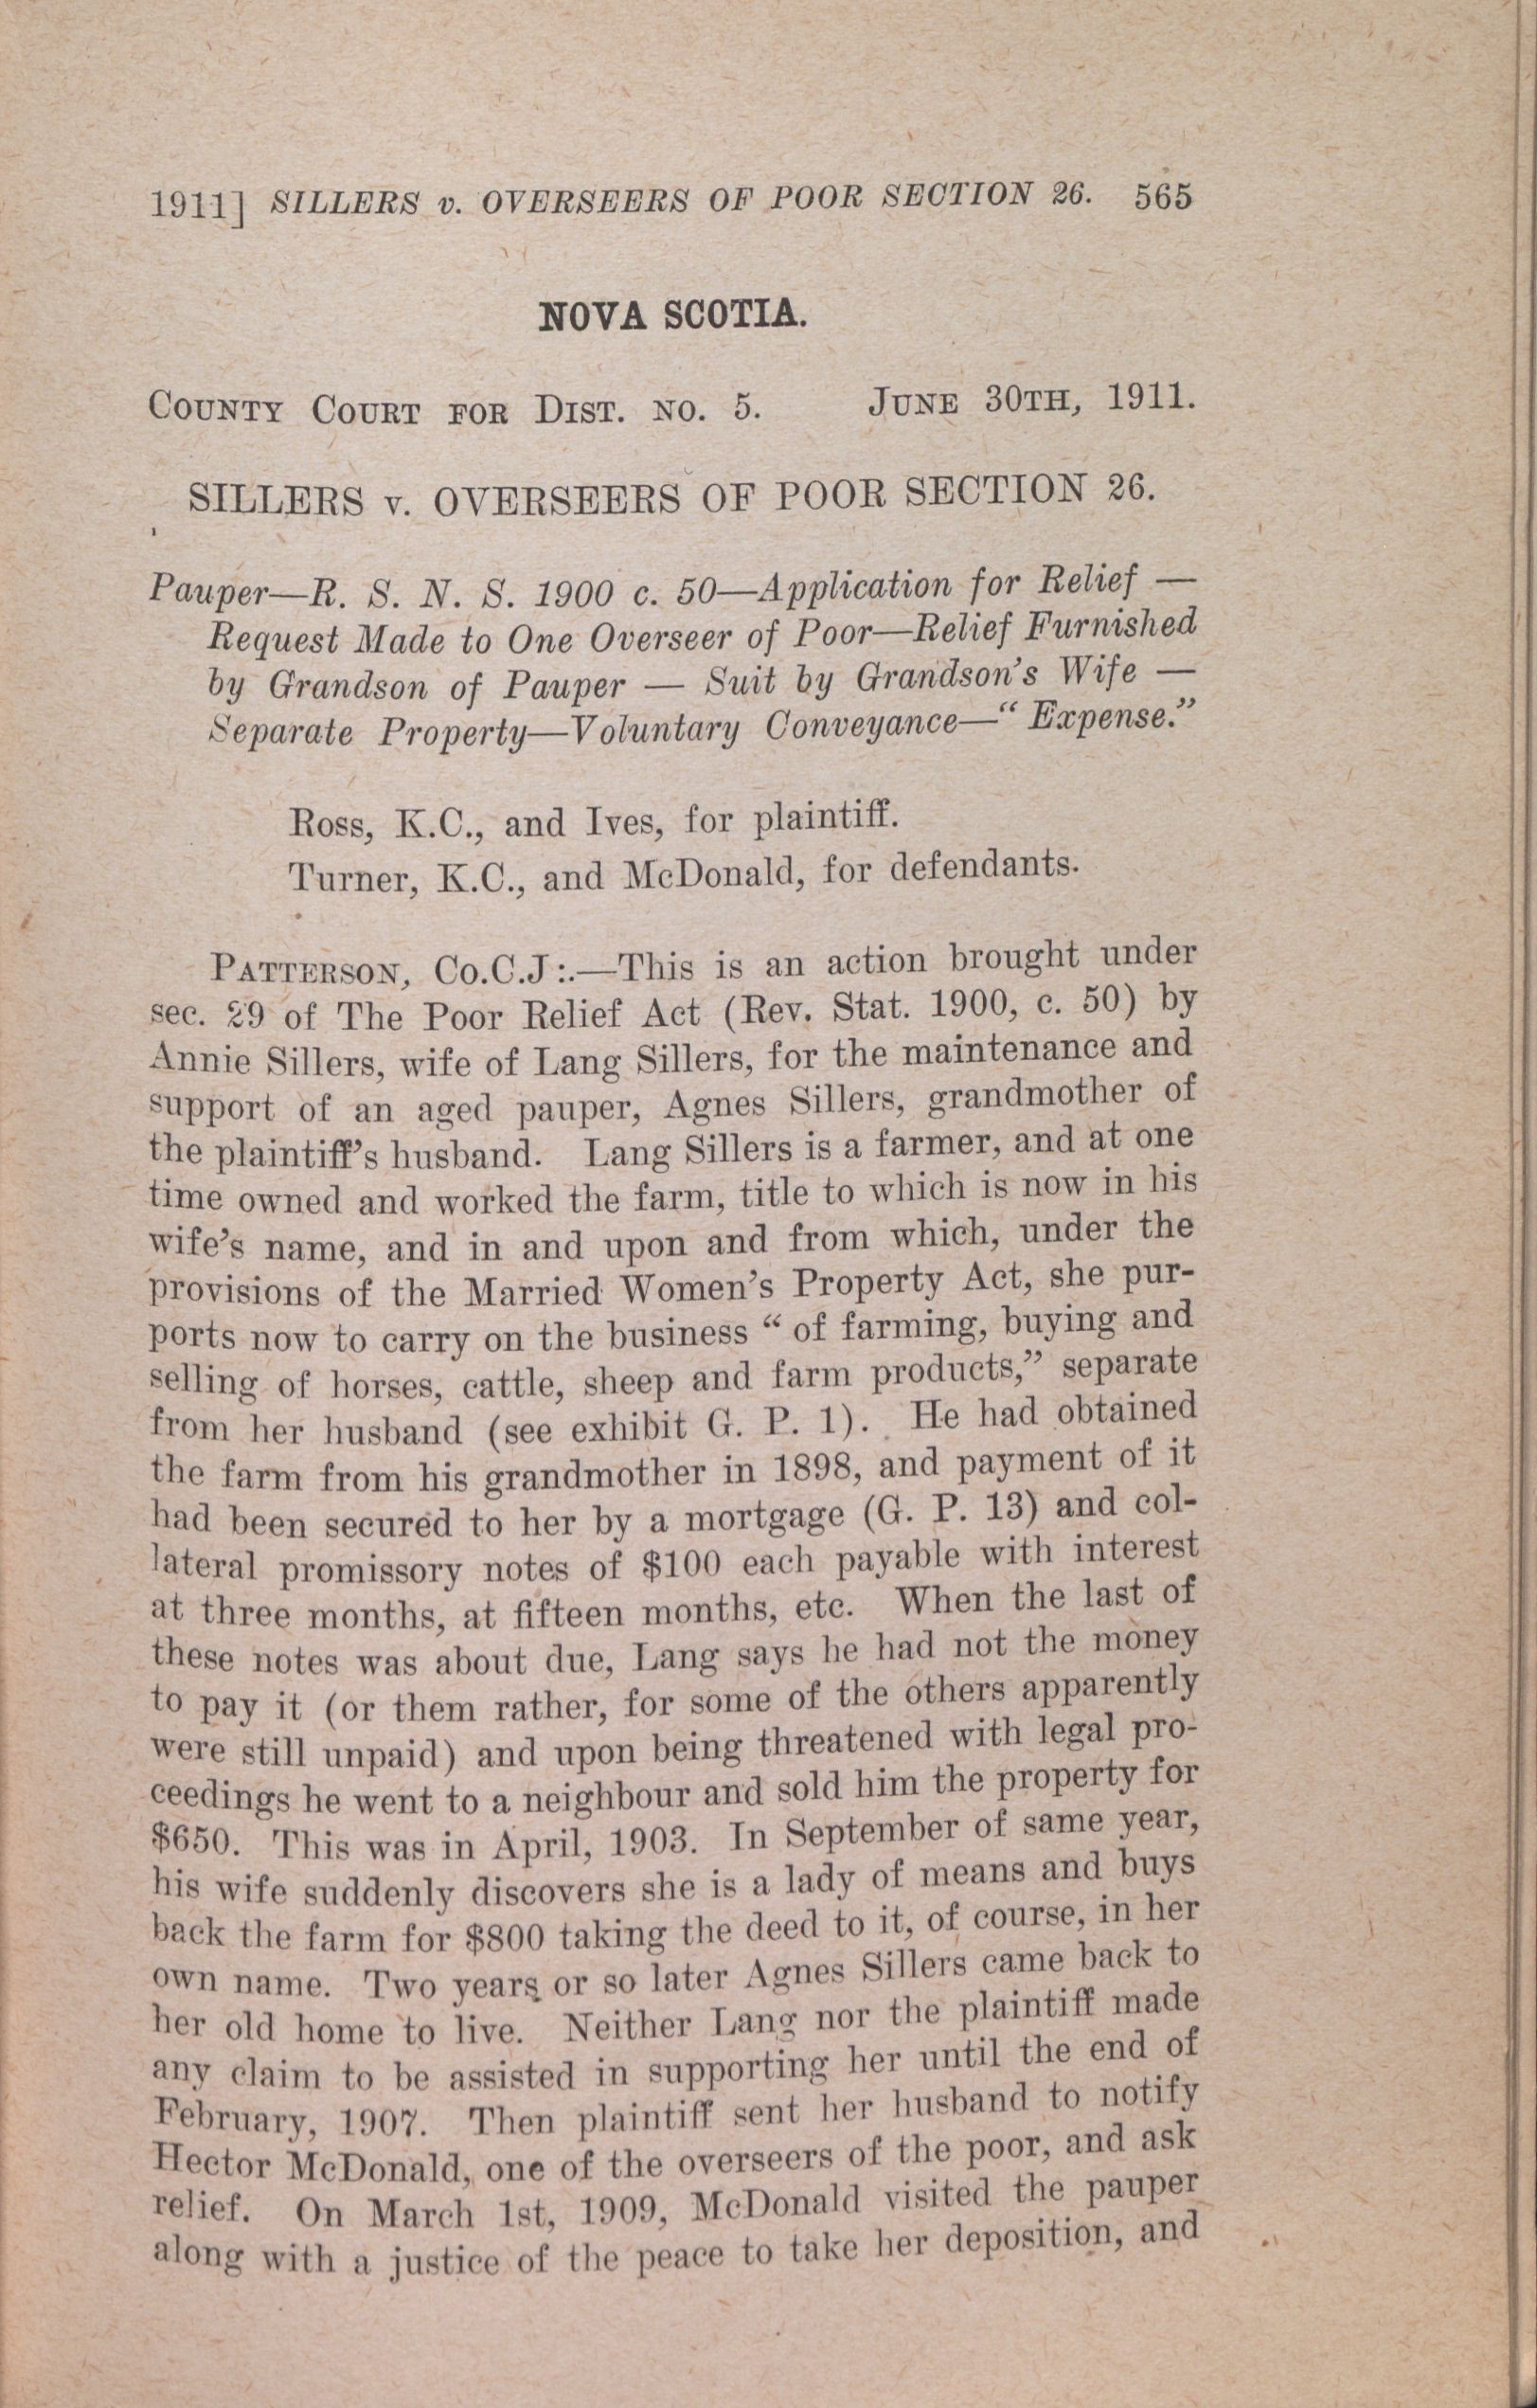 1911] SILLERS v. OVERSEERS OF POOR SECTION 26. 565
NOVA SCOTIA.
COUNTY COURT FOR DIST. NO. 5. JUNE 30TH, 1911.
SILLERS v. OVERSEERS OF POOR SECTION 26.
Pauper—R. S. N. S. 1900 c. 50—Application for Relief —
Request Made to One Overseer of Poor—Relief Furnished
by Grandson of Pauper — Suit by Grandson's Wife —
Separate Property—Voluntary Conveyance—“ Expense.”
Ross, K.C., and Ives, for plaintiff.
Turner, K.C., and McDonald, for defendants.
PATTERSON, CO.C.J:.—This is an action brought under
sec. 29 of The Poor Relief Act (Rev. Stat. 1900, c. 50) by
Annie Sillers, wife of Lang Sillers, for the maintenance and
support of an aged pauper, Agnes Sillers, grandmother of
the plaintiff's husband. Lang Sillers is a farmer, and at one
time owned and worked the farm, title to which is now in his
wife's name, and in and upon and from which, under the
provisions of the Married Women's Property Act, she pur-
ports now to carry on the business “ of farming, buying and
selling of horses, cattle, sheep and farm products,” separate
from her husband (see exhibit G. P. 1). He had obtained
the farm from his grandmother in 1898, and payment of it
had been secured to her by a mortgage (G. P. 13) and col-
lateral promissory notes of $100 each payable with interest
at three months, at fifteen months, etc. When the last of
these notes was about due, Lang says he had not the money
to pay it (or them rather, for some of the others apparently
were still unpaid) and upon being threatened with legal pro-
ceedings he went to a neighbour and sold him the property for
$650. This was in April, 1903. In September of same year,
his wife suddenly discovers she is a lady of means and buys
back the farm for $800 taking the deed to it, of course, in her
own name. Two years or so later Agnes Sillers came back to
her old home to live. Neither Lang nor the plaintiff made
any claim to be assisted in supporting her until the end of
February, 1907. Then plaintiff sent her husband to notify
Hector McDonald, one of the overseers of the poor, and ask
relief. On March 1st, 1909, McDonald visited the pauper
along with a justice of the peace to take her deposition, and